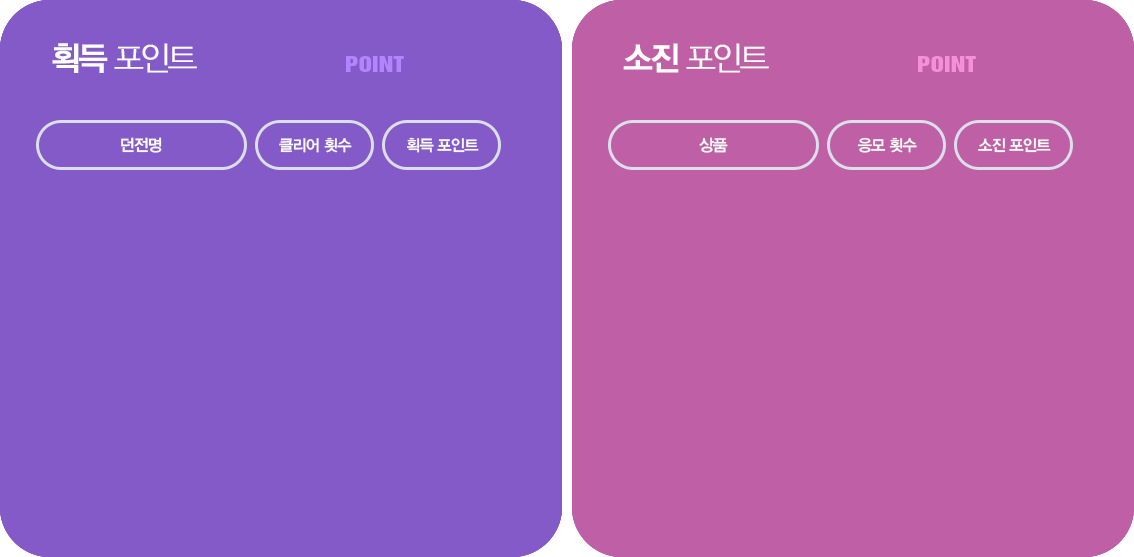 획득 포인트
POINT
던전명
클리어 횟수
획득 포인트
소진 포인트
POINT
상품
응모 횟수
소진 포인트